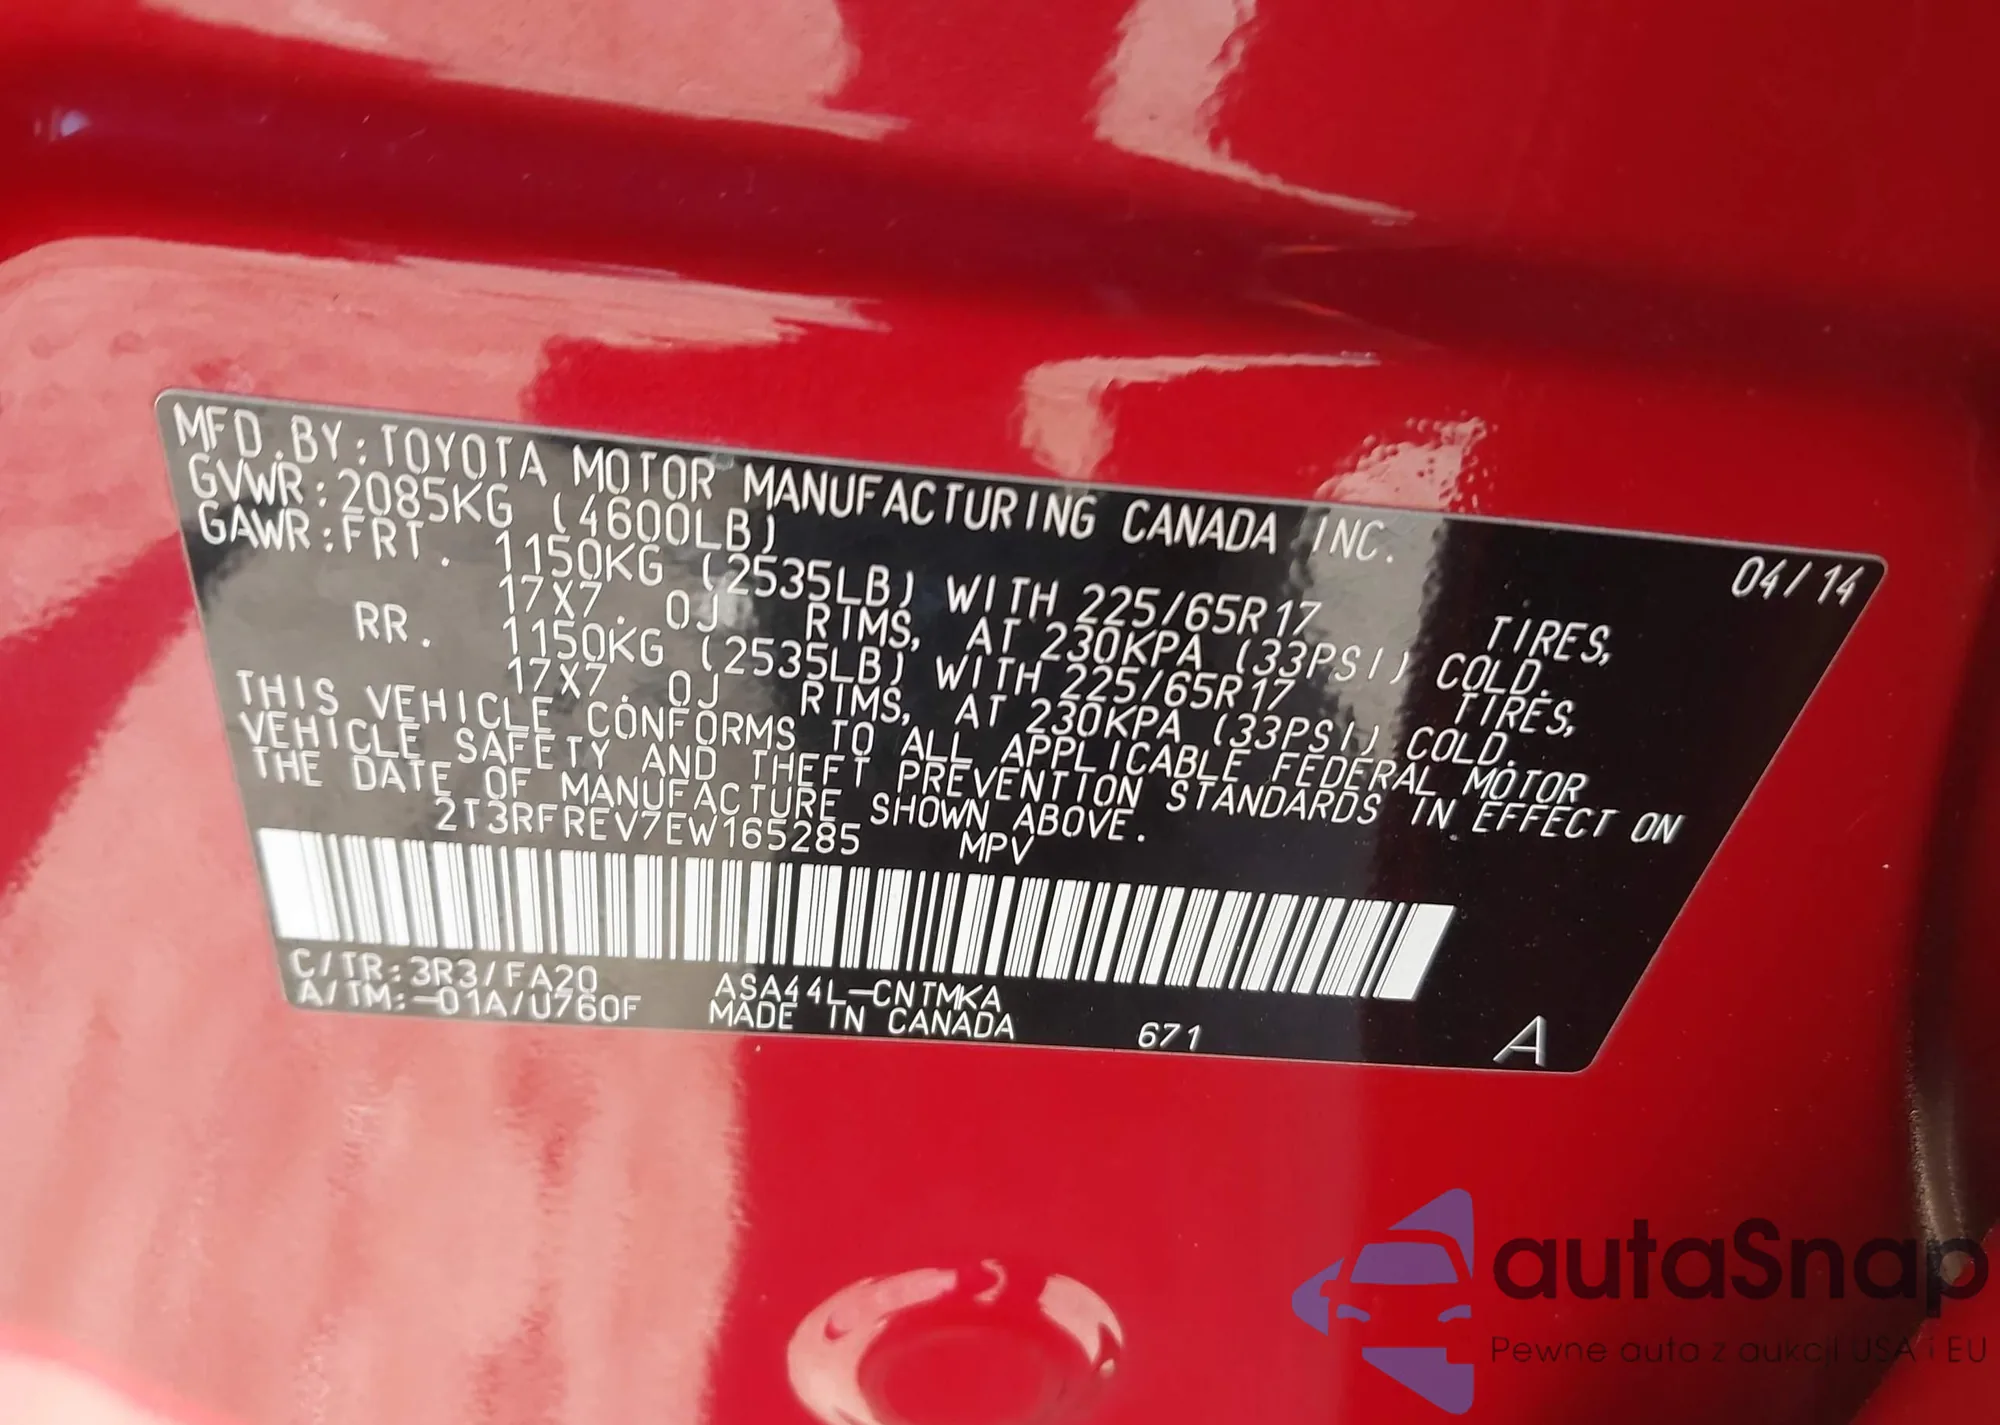 MFD.BY:TOYOTA MOTOR MANUFACTURING CANADA INC. 04/14
GVWR:2085KG (4600LB)
GAWR:FRT. 1150KG (2535LB) WITH 225/65R17 TIRES,
17X7.0J RIMS, AT 230KPA (33PSI) COLD.
RR. 1150KG (2535LB) WITH 225/65R17 TIRES,
17X7.0J RIMS, AT 230KPA (33PSI) COLD.
THIS VEHICLE CONFORMS TO ALL APPLICABLE FEDERAL MOTOR
VEHICLE SAFETY AND THEFT PREVENTION STANDARDS IN EFFECT ON
THE DATE OF MANUFACTURE SHOWN ABOVE.
2T3RFREV7EW165285 MPV
C/TR:3R3/FA20 ASA44L-CNTMKA
A/TM:-01A/U760F MADE IN CANADA 671 A
autaSnap
Pewne auta z aukcji USA i EU